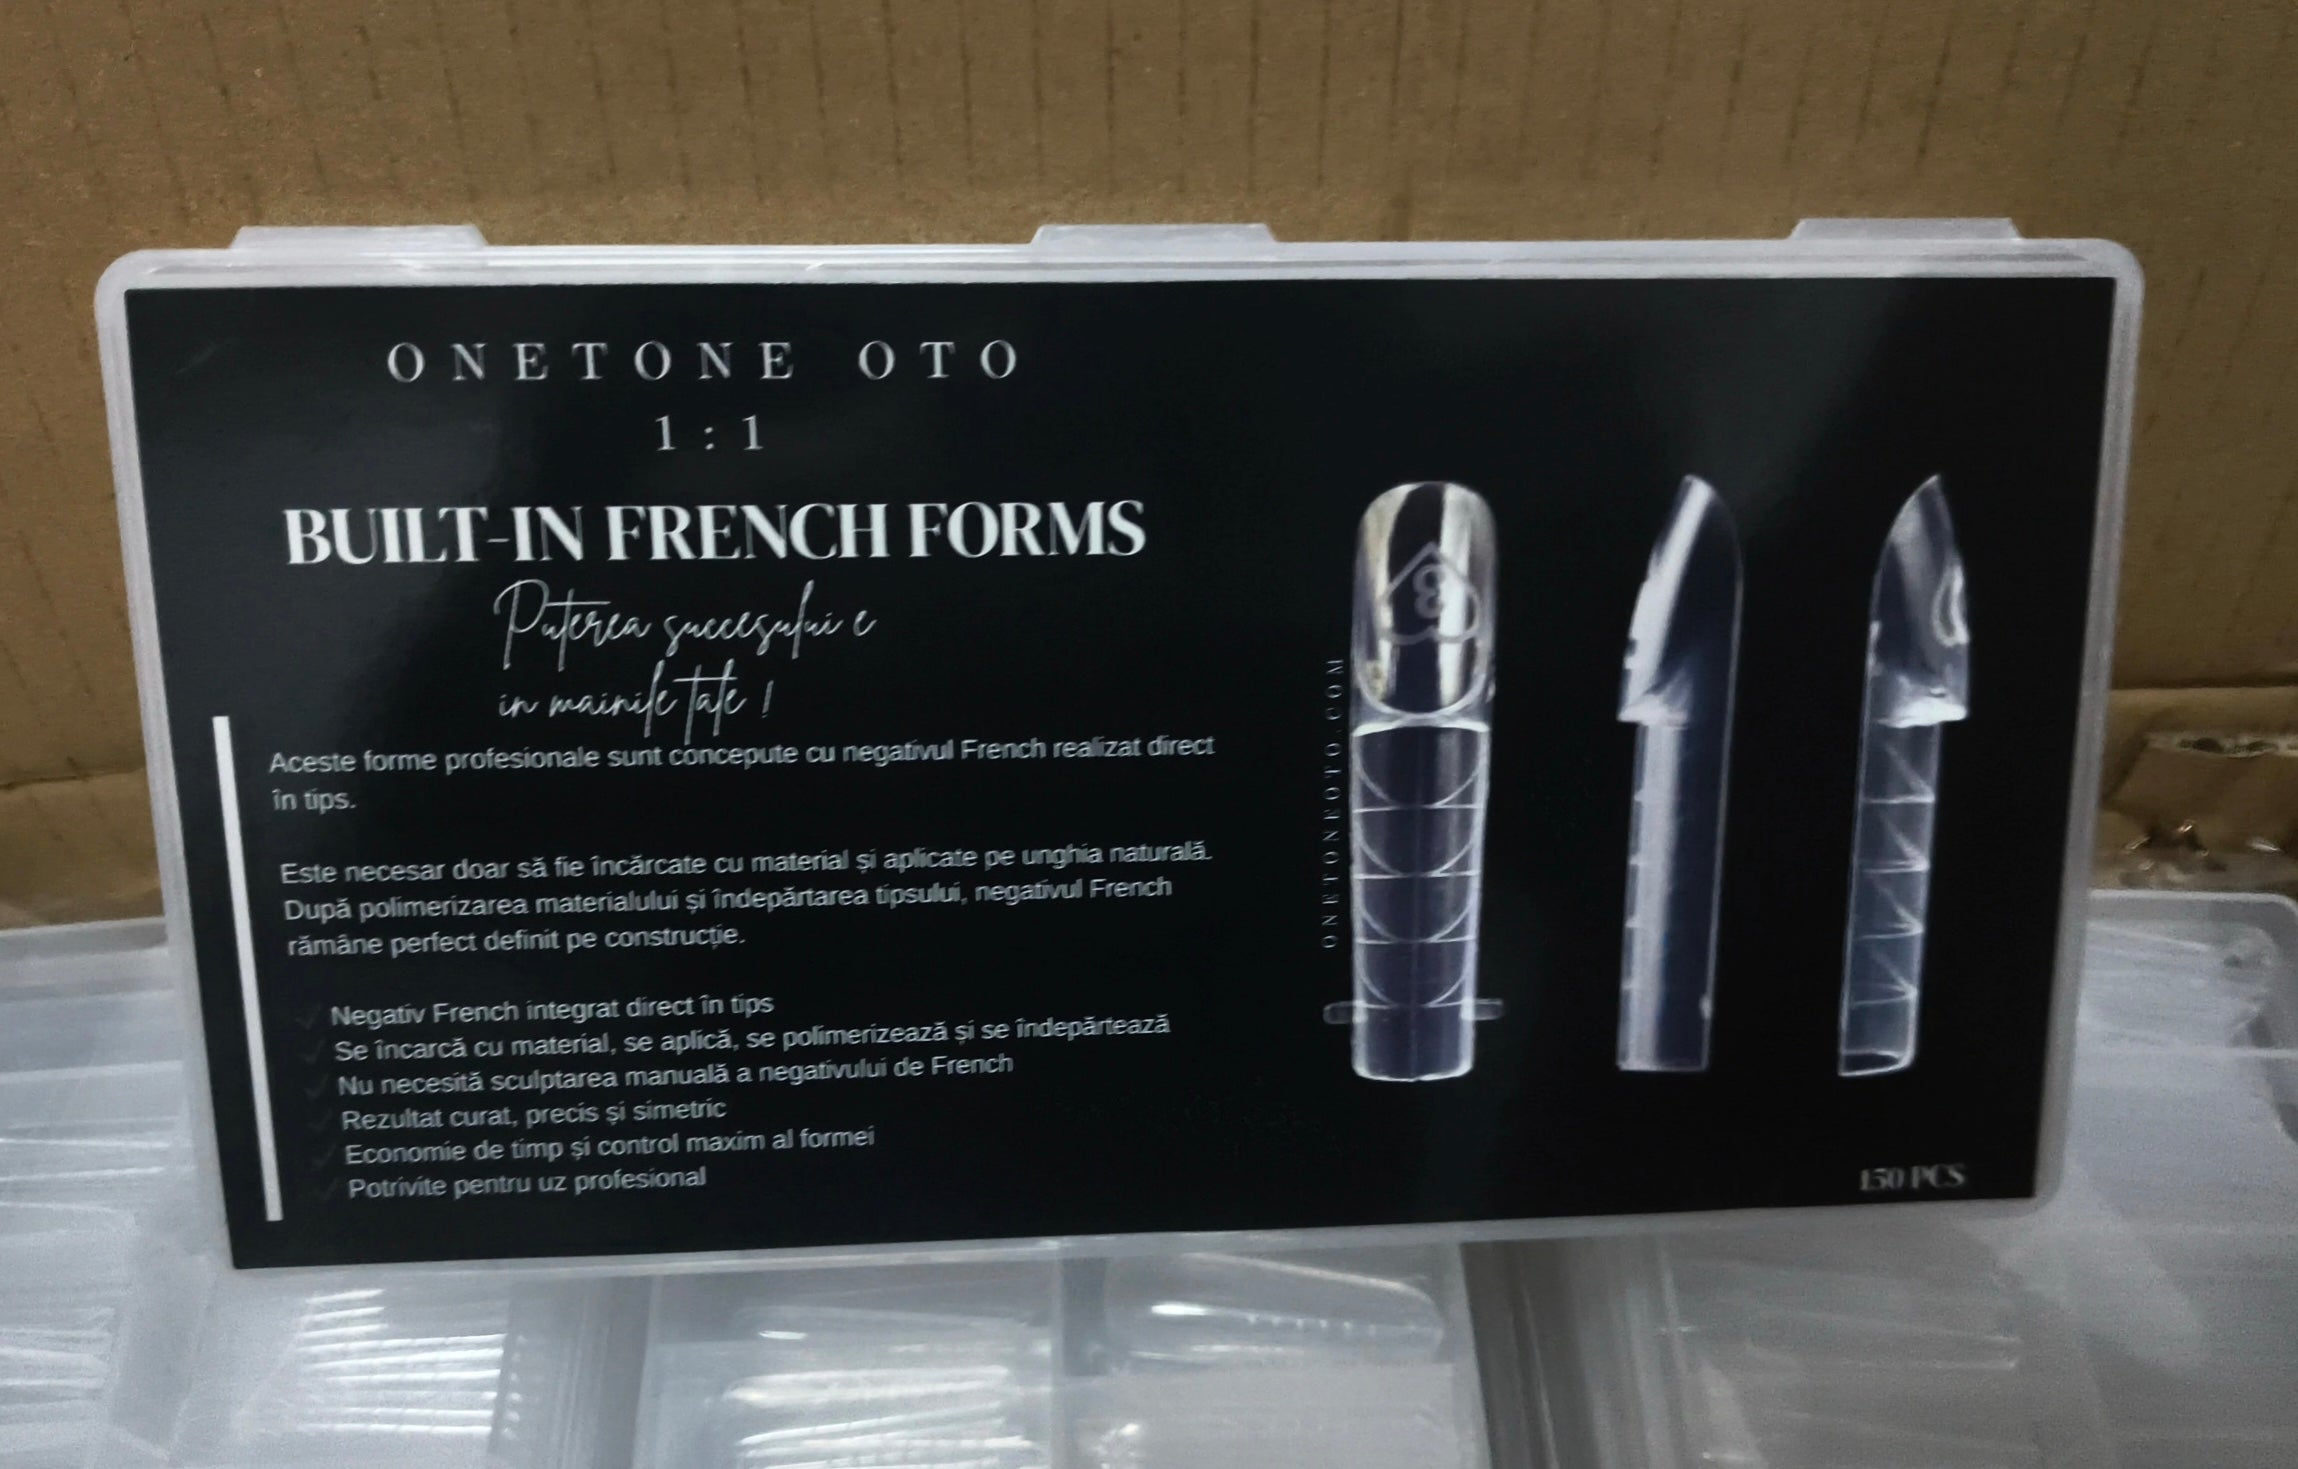 ONETONE OTO
1:1
BUILT-IN FRENCH FORMS
Puterea succesului e
in mainile tale !
Aceste forme profesionale sunt concepute cu negativul French realizat direct
în tips.
Este necesar doar să fie încărcate cu material și aplicate pe unghia naturală.
După polimerizarea materialului și îndepărtarea tipsului, negativul French
rămâne perfect definit pe construcție.
Negativ French integrat direct în tips
Se încarcă cu material, se aplică, se polimerizează și se îndepărtează
Nu necesită sculptarea manuală a negativului de French
Rezultat curat, precis și simetric
Economie de timp și control maxim al formei
Potrivite pentru uz profesional
ONETONEOTO.COM
3
150 PCS